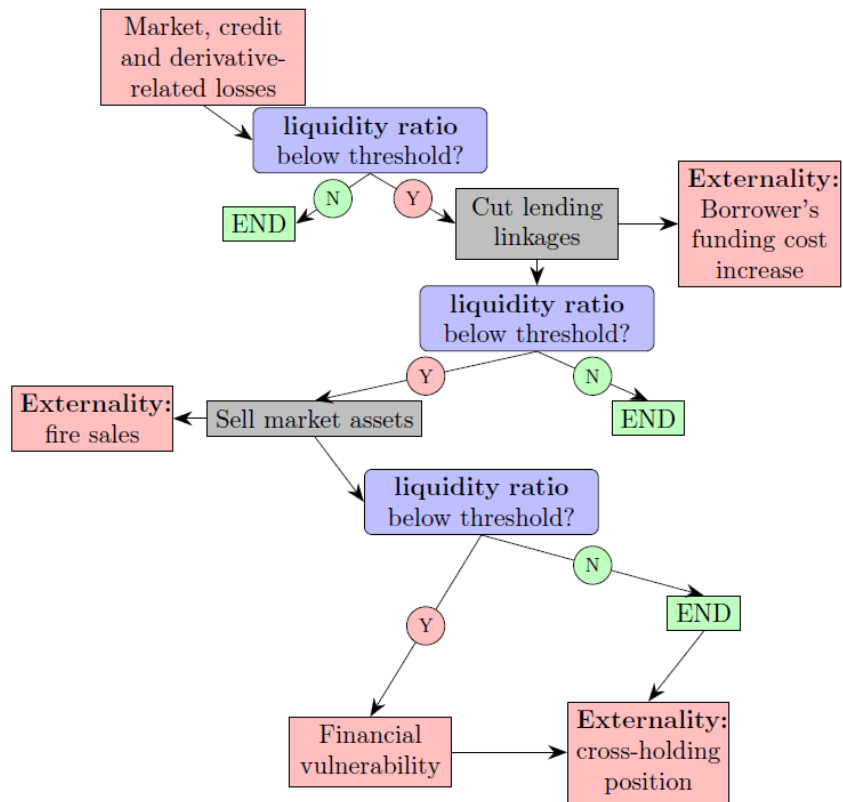 Market, credit
and derivative-
related losses
liquidity ratio
below threshold?
N
Y
END
Cut lending
linkages
Externality:
Borrower's
funding cost
increase
liquidity ratio
below threshold?
Y
N
Externality:
fire sales
Sell market assets
END
liquidity ratio
below threshold?
N
END
Y
Financial
vulnerability
Externality:
cross-holding
position